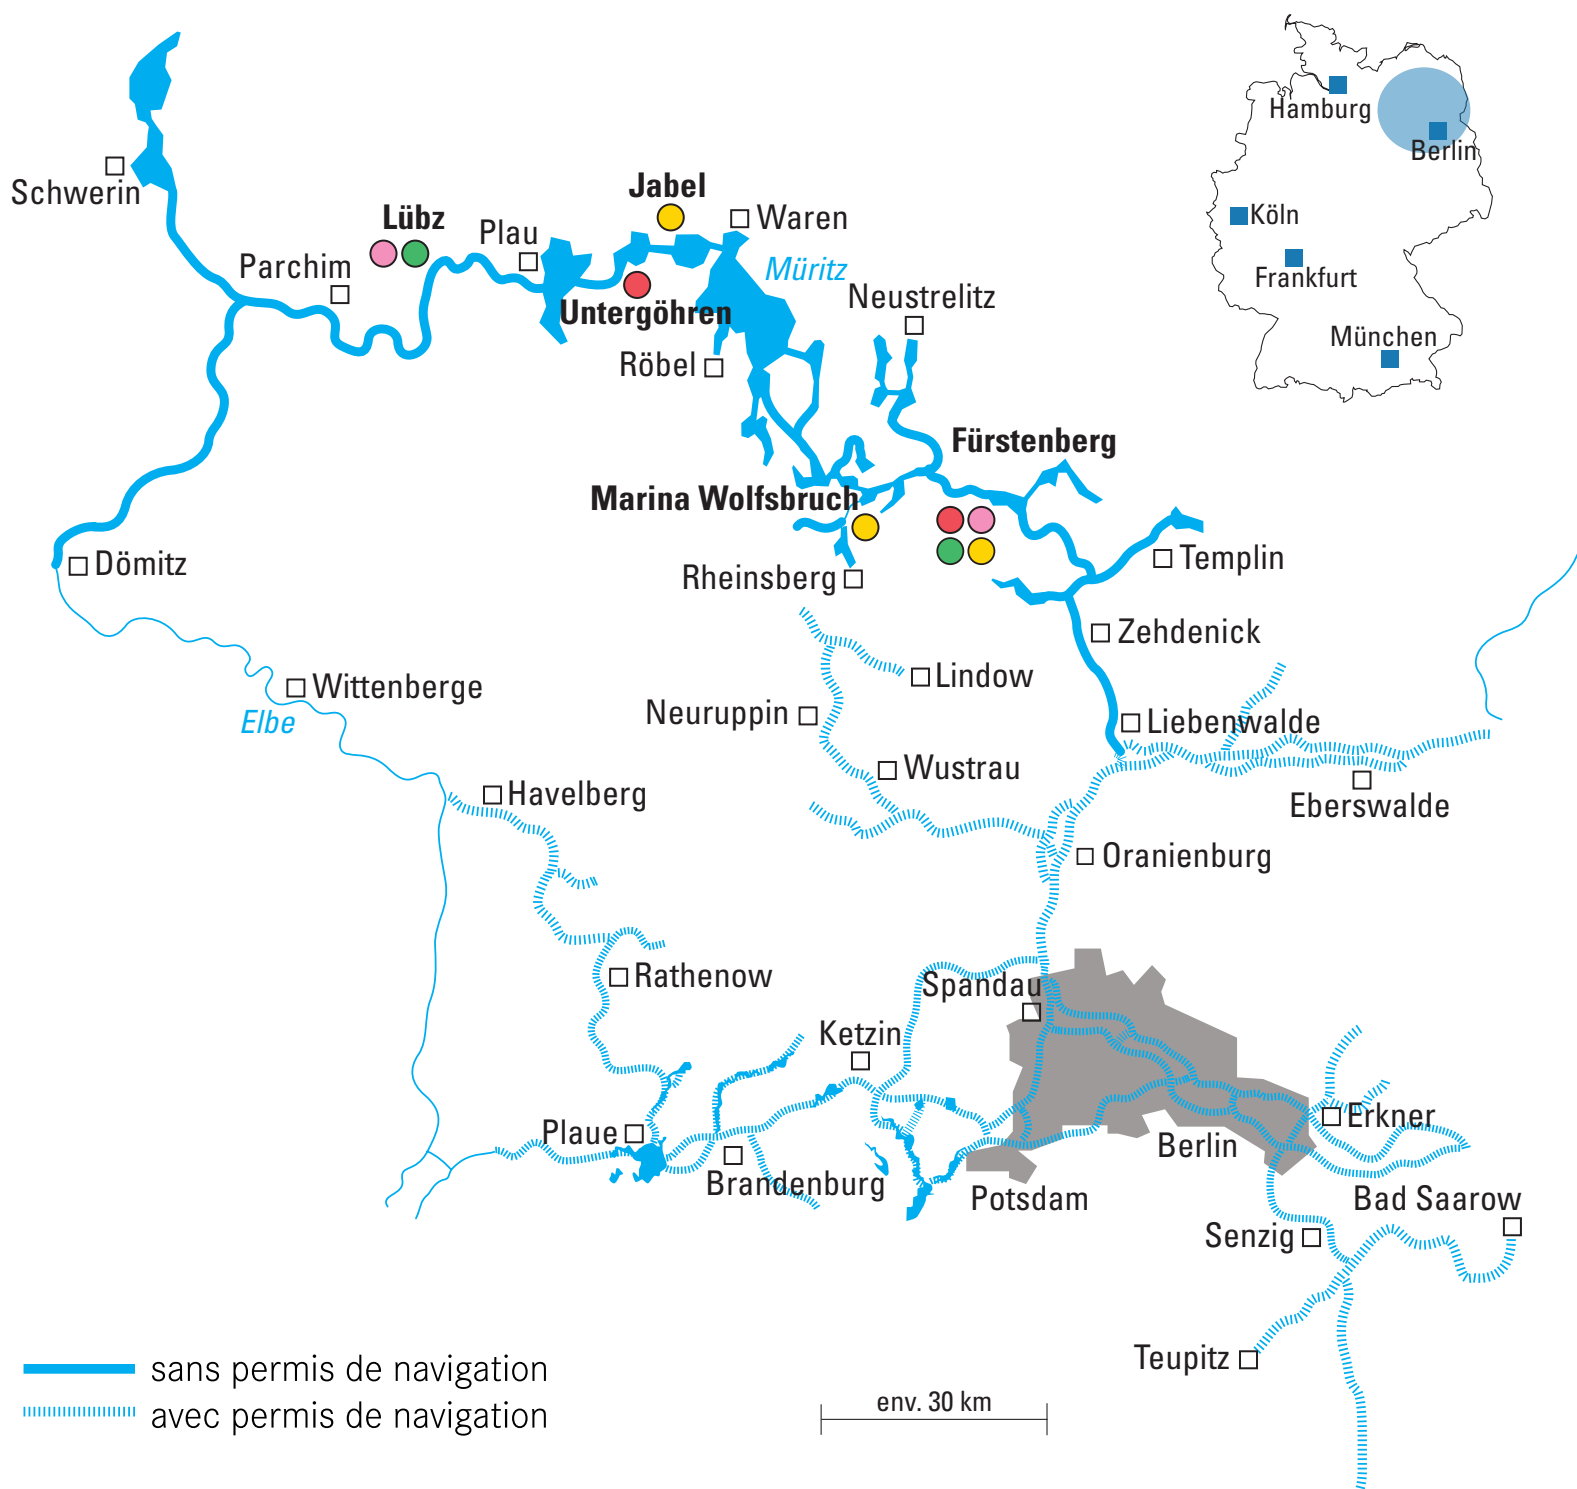 Hamburg
Berlin
Köln
Frankfurt
München
Schwerin
Lübz
Jabel
Plau
Waren
Parchim
Müritz
Untergöhren
Neustrelitz
Röbel
Fürstenberg
Marina Wolfsbruch
Dömitz
Rheinsberg
Templin
Zehdenick
Lindow
Wittenberge
Elbe
Neuruppin
Liebenwalde
Wustrau
Havelberg
Eberswalde
Oranienburg
Rathenow
Spandau
Ketzin
Plaue
Erkner
Berlin
Brandenburg
Potsdam
Bad Saarow
Senzig
Teupitz
sans permis de navigation
avec permis de navigation
env. 30 km